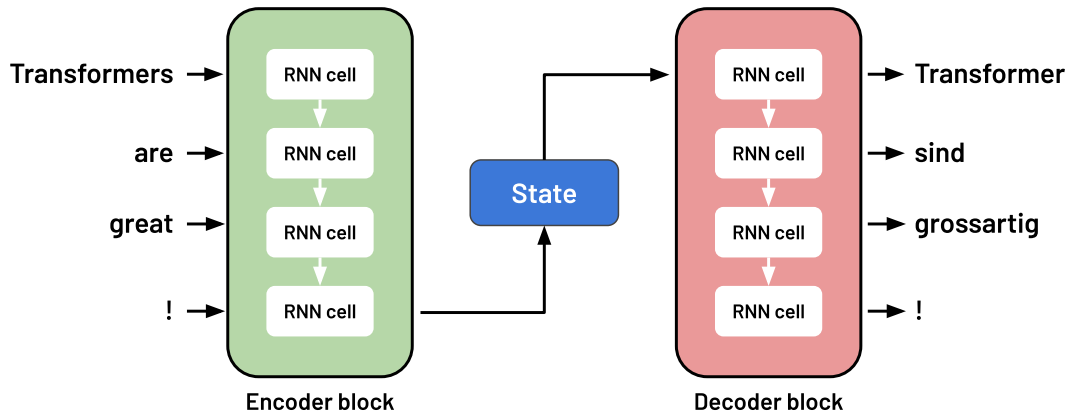 Transformers
are
great
!
RNN cell
RNN cell
RNN cell
RNN cell
Encoder block
State
RNN cell
RNN cell
RNN cell
RNN cell
Decoder block
Transformer
sind
grossartig
!